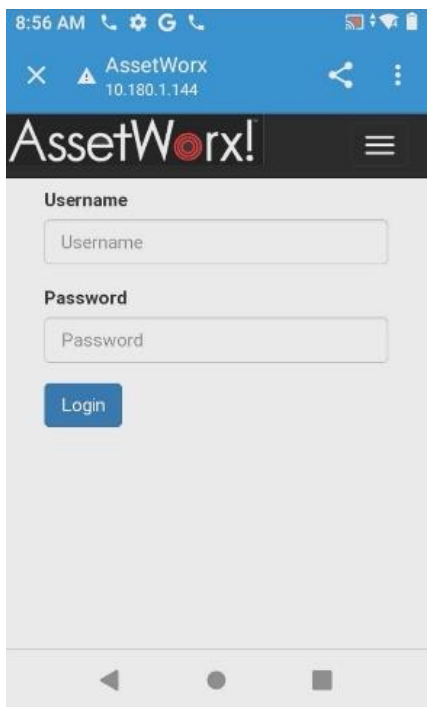 8:56 AM G
AssetWorx
10.180.1.144
AssetWorx!
Username
Username
Password
Password
Login